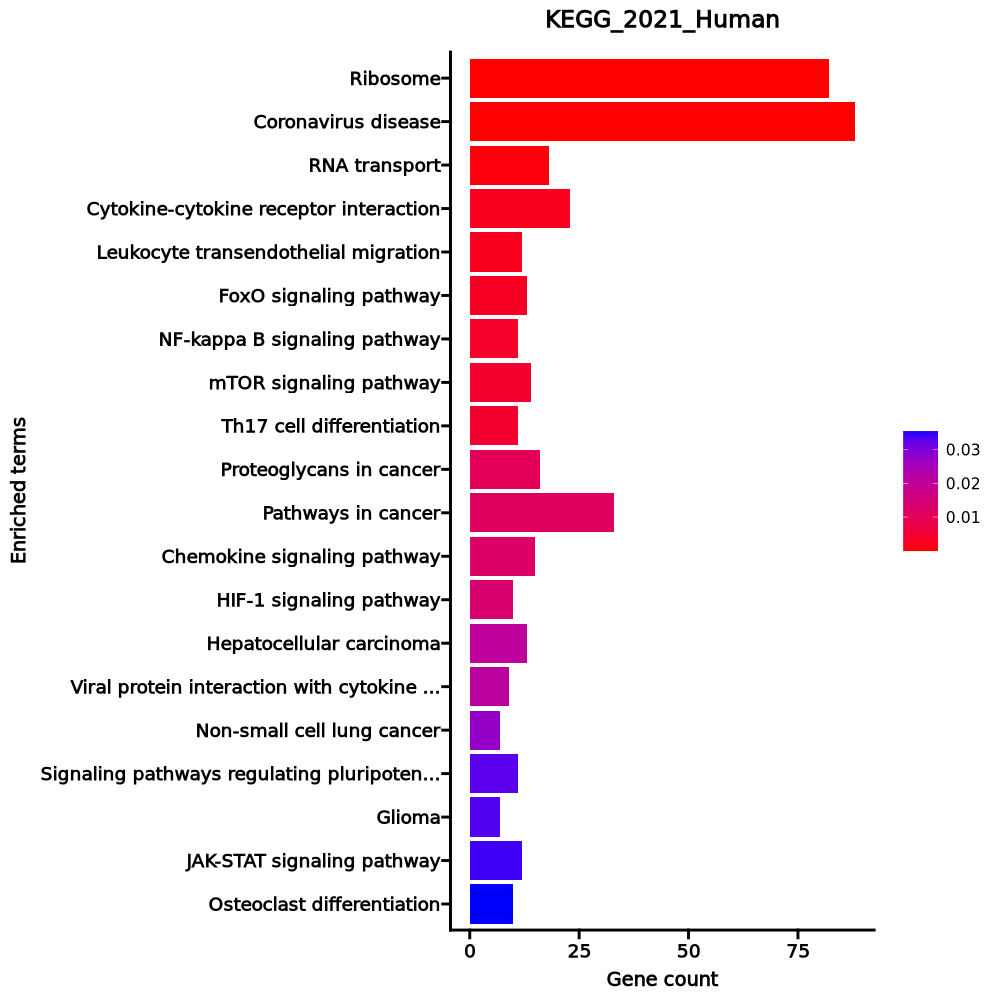 KEGG_2021_Human
Ribosome
Coronavirus disease
RNA transport
Cytokine-cytokine receptor interaction
Leukocyte transendothelial migration
FoxO signaling pathway
NF-kappa B signaling pathway
mTOR signaling pathway
Th17 cell differentiation
Proteoglycans in cancer
Pathways in cancer
Chemokine signaling pathway
HIF-1 signaling pathway
Hepatocellular carcinoma
Viral protein interaction with cytokine ...
Non-small cell lung cancer
Signaling pathways regulating pluripoten...
Glioma
JAK-STAT signaling pathway
Osteoclast differentiation
Enriched terms
0 25 50 75
Gene count
0.03
0.02
0.01